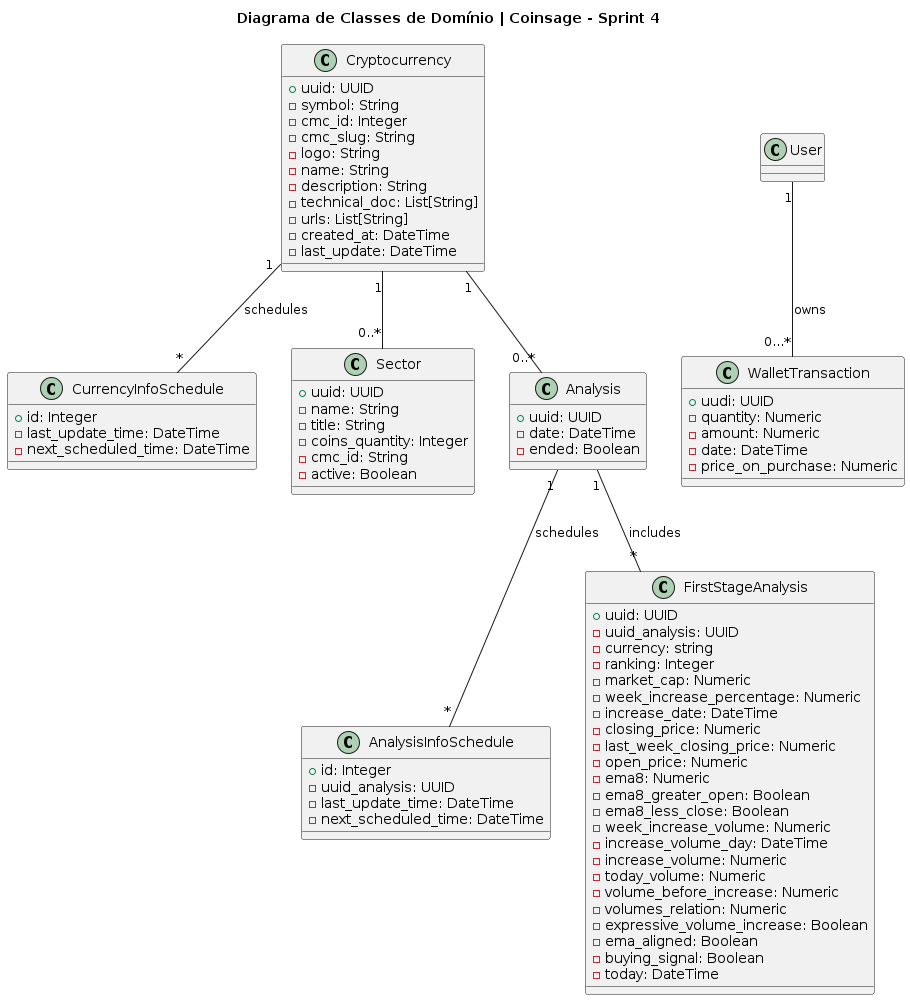 Diagrama de Classes de Domínio | Coinsage - Sprint 4
C Cryptocurrency
uuid: UUID
symbol: String
cmc_id: Integer
cmc_slug: String
logo: String
name: String
description: String
technical_doc: List[String]
urls: List[String]
created_at: DateTime
last_update: DateTime
C User
1
schedules
*
1
0..*
1
0..*
1
owns
0...*
C CurrencyInfoSchedule
id: Integer
last_update_time: DateTime
next_scheduled_time: DateTime
C Sector
uuid: UUID
name: String
title: String
coins_quantity: Integer
cmc_id: String
active: Boolean
C Analysis
uuid: UUID
date: DateTime
ended: Boolean
C WalletTransaction
uudi: UUID
quantity: Numeric
amount: Numeric
date: DateTime
price_on_purchase: Numeric
1
schedules
*
1
includes
*
C AnalysisInfoSchedule
id: Integer
uuid_analysis: UUID
last_update_time: DateTime
next_scheduled_time: DateTime
C FirstStageAnalysis
uuid: UUID
uuid_analysis: UUID
currency: string
ranking: Integer
market_cap: Numeric
week_increase_percentage: Numeric
increase_date: DateTime
closing_price: Numeric
last_week_closing_price: Numeric
open_price: Numeric
ema8: Numeric
ema8_greater_open: Boolean
ema8_less_close: Boolean
week_increase_volume: Numeric
increase_volume_day: DateTime
increase_volume: Numeric
today_volume: Numeric
volume_before_increase: Numeric
volumes_relation: Numeric
expressive_volume_increase: Boolean
ema_aligned: Boolean
buying_signal: Boolean
today: DateTime